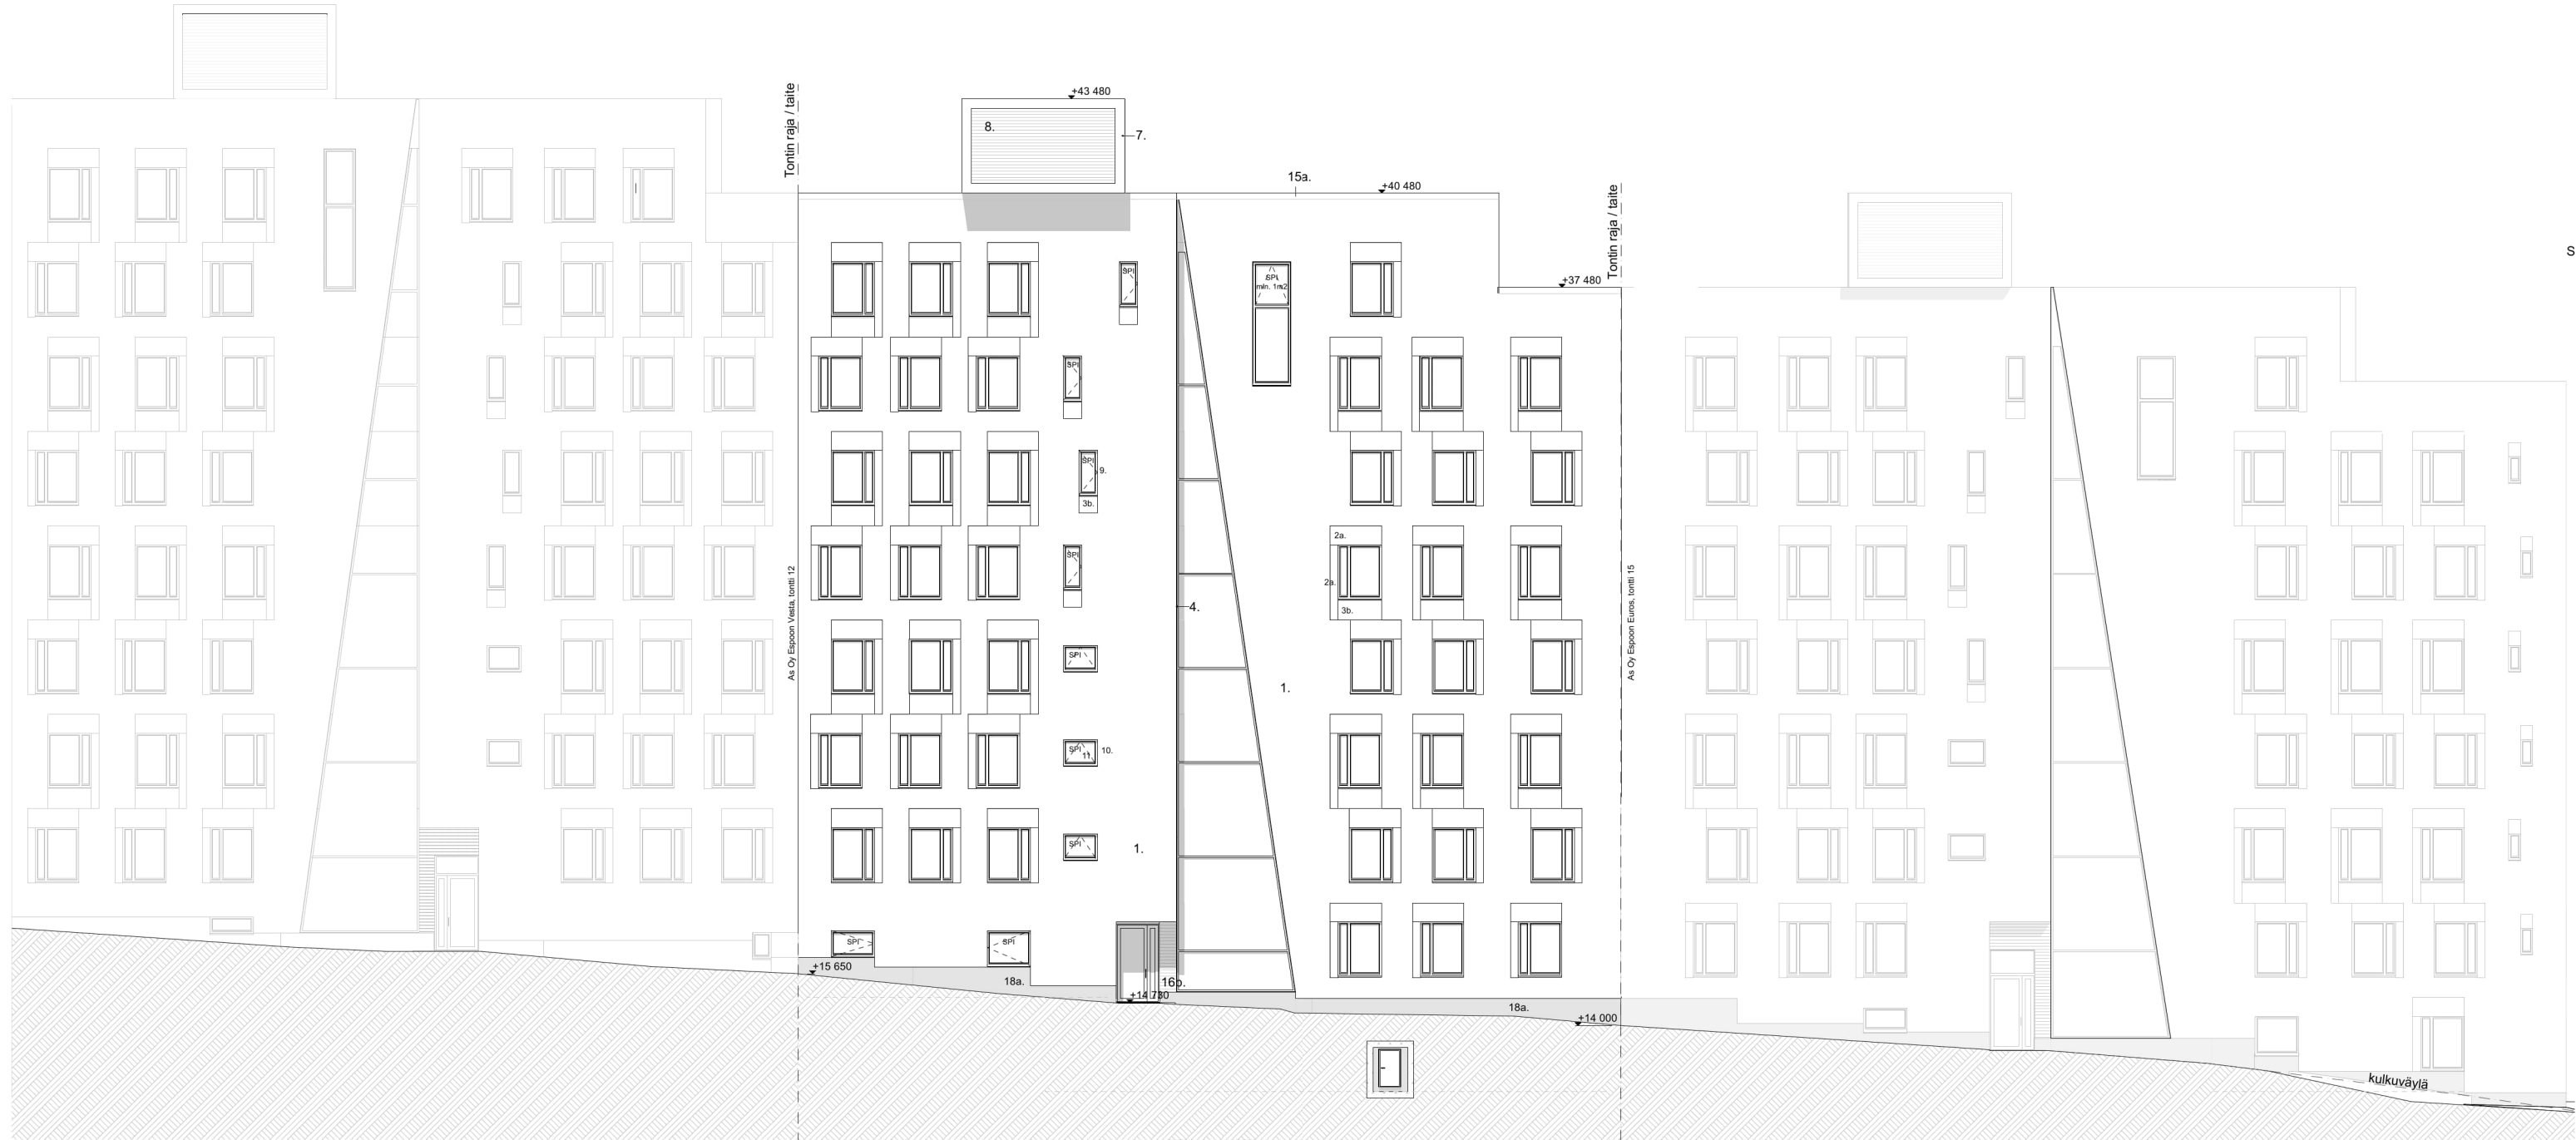 Tontin raja / taite
+43 480
8.
7.
15a.
+40 480
Tontin raja / taite
S
SPI
SPI
min. 1m2
+37 480
SPI
SPI
9.
3b.
2a.
SPI
2a.
As Oy Espoon Vesta, tontti 12
4.
3b.
As Oy Espoon Euros, tontti 15
SPI
1.
SPI
11.
10.
SPI
1.
SPI
SPI
+15 650
18a.
16b.
+14 730
18a.
+14 000
kulkuväylä